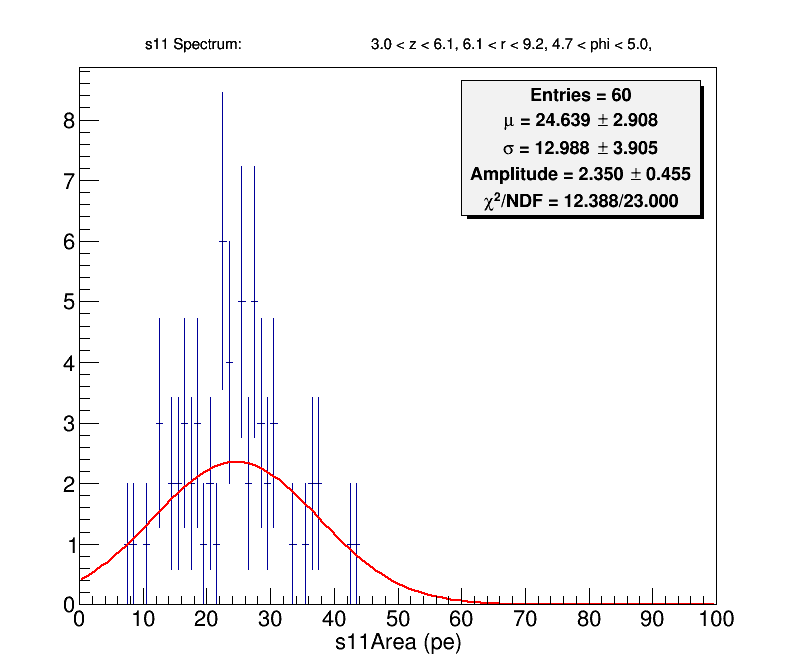 s11 Spectrum: 3.0 < z < 6.1, 6.1 < r < 9.2, 4.7 < phi < 5.0,
Entries = 60
μ = 24.639 ± 2.908
σ = 12.988 ± 3.905
Amplitude = 2.350 ± 0.455
χ²/NDF = 12.388/23.000
8
7
6
5
4
3
2
1
0
0 10 20 30 40 50 60 70 80 90 100
s11Area (pe)